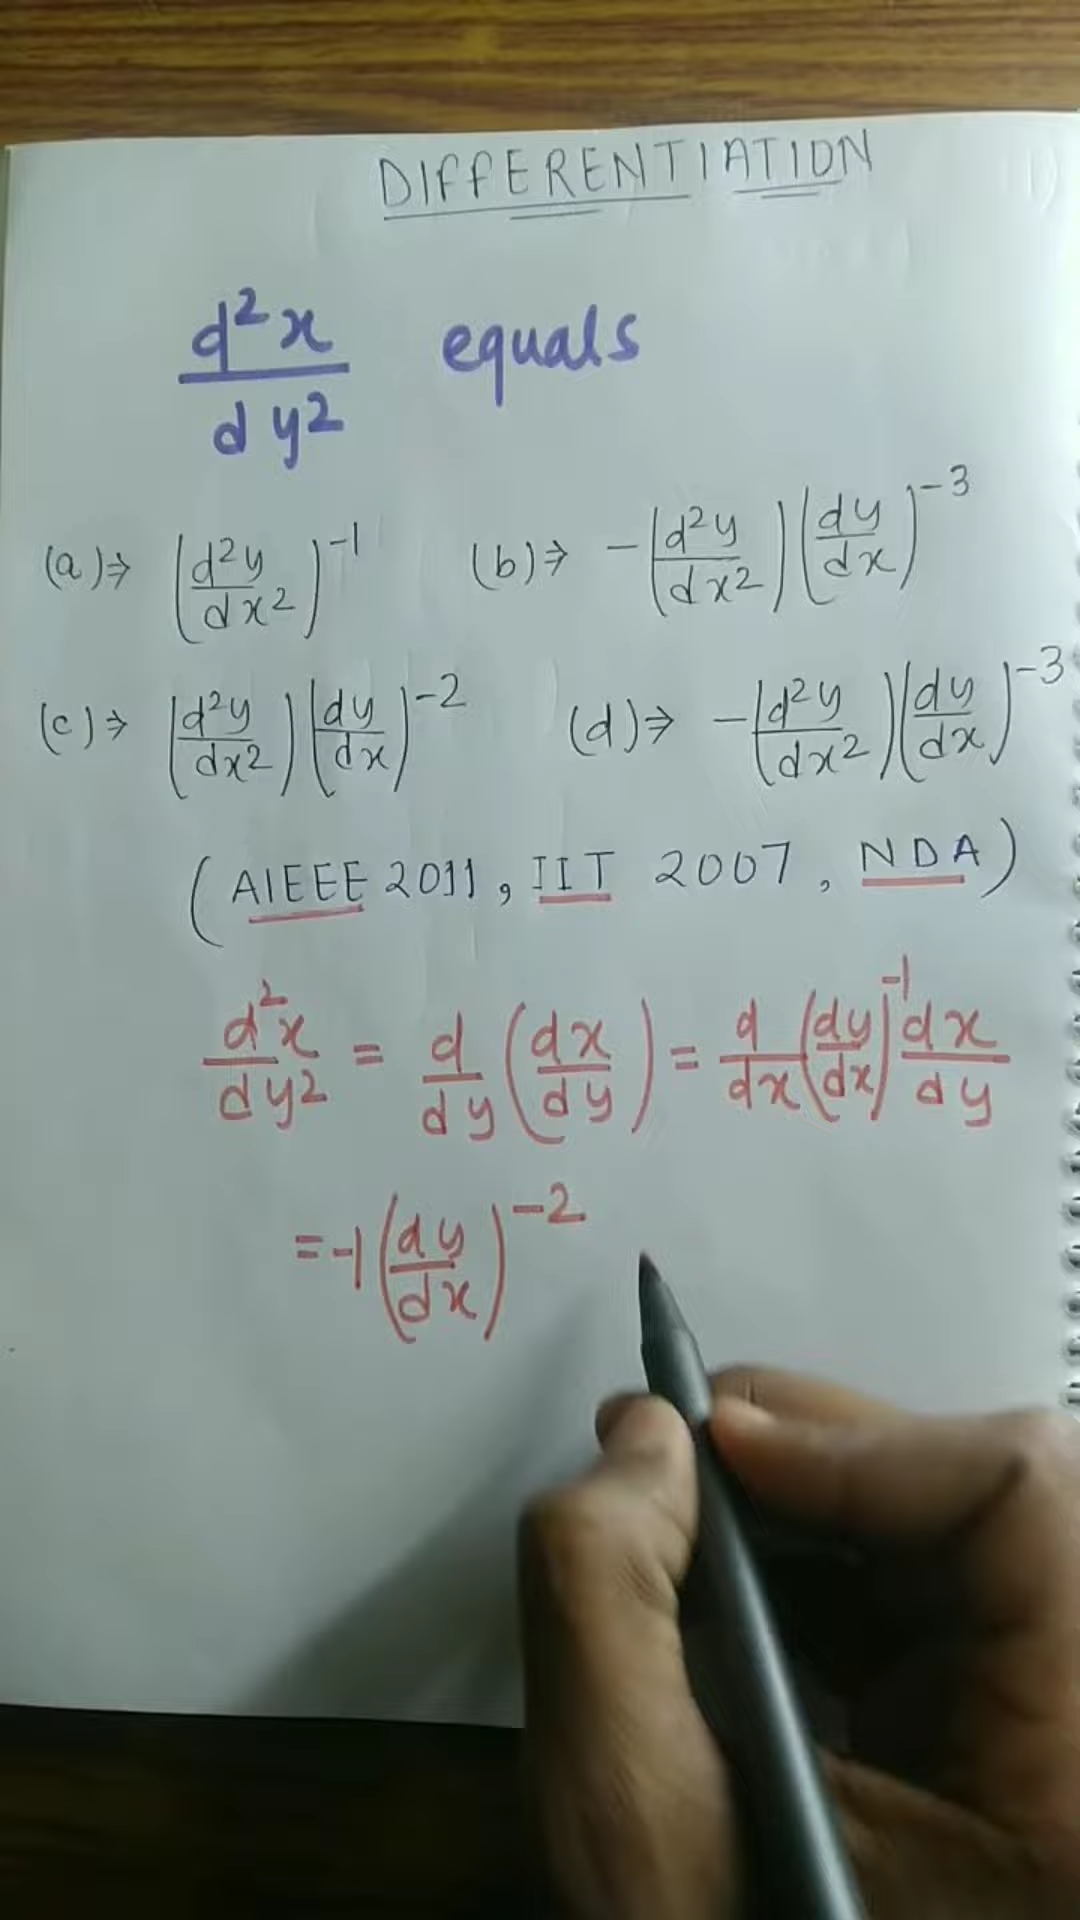 DIFFERENTIATION
d²x/dy2 equals
(a)⇒ (d²y/dx2)^-1 (b)⇒ -(d²y/dx2)(dy/dx)^-3
(c)⇒ (d²y/dx2)(dy/dx)^-2 (d)⇒ -(d²y/dx2)(dy/dx)^-3
(AIEEE 2011, IIT 2007, NDA)
d²x/dy2 = d/dy (dx/dy) = d/dx (dy/dx)^-1 dx/dy
= -1 (dy/dx)^-2